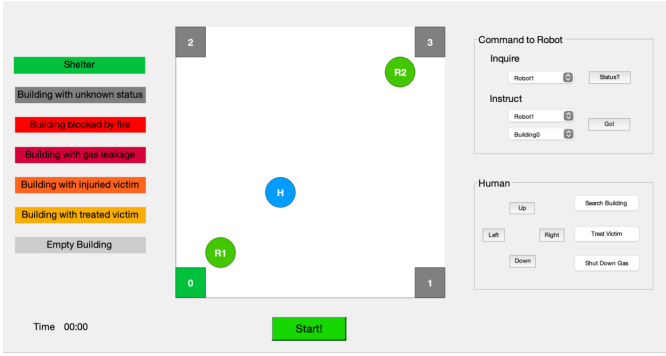 Shelter
Building with unknown status
Building blocked by fire
Building with gas leakage
Building with injured victim
Building with treated victim
Empty Building
Time 00:00
2
3
R2
H
R1
0
1
Start!
Command to Robot
Inquire
Robot1
Status?
Instruct
Robot1
Building0
Go!
Human
Up
Left
Right
Down
Search Building
Treat Victim
Shut Down Gas